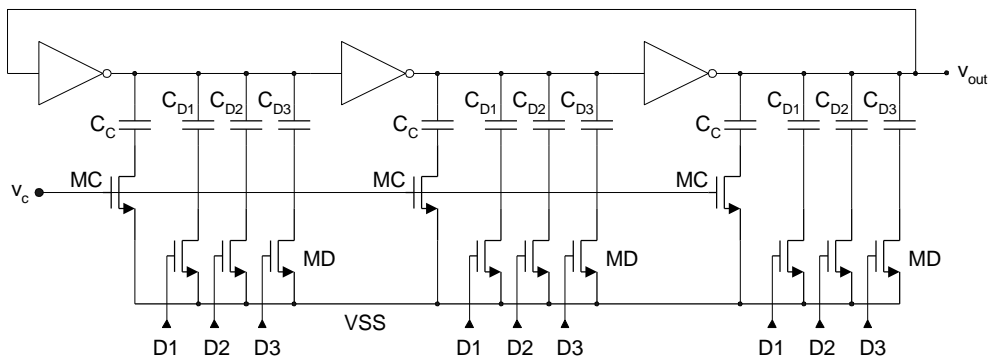 C_D1 C_D2 C_D3 C_D1 C_D2 C_D3 C_D1 C_D2 C_D3 v_out
C_C C_C C_C
v_c MC MC MC
MD MD MD
VSS
D1 D2 D3 D1 D2 D3 D1 D2 D3